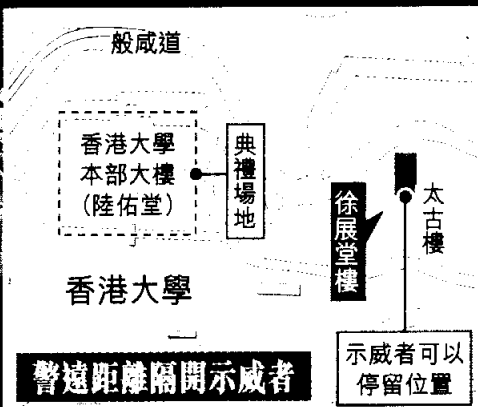 般咸道
香港大學
本部大樓
(陸佑堂)
典禮場地
徐展堂樓
太古樓
香港大學
警遠距離隔開示威者
示威者可以
停留位置